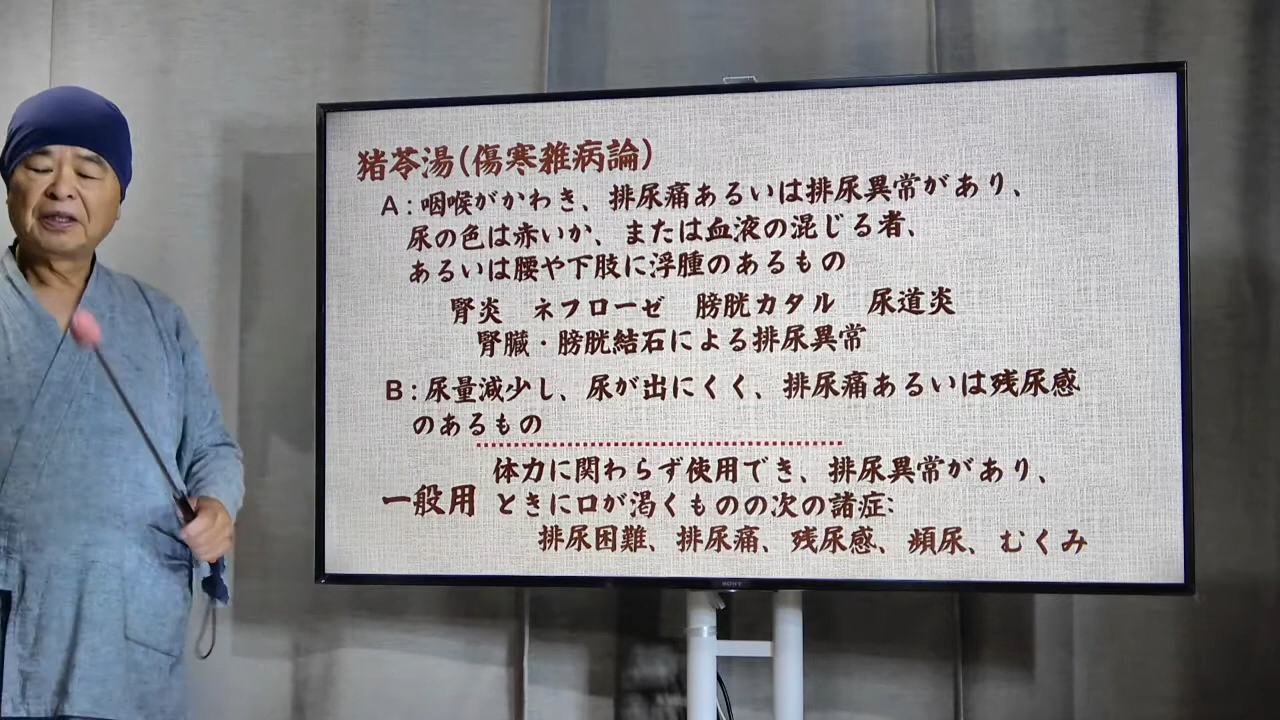 猪苓湯(傷寒雑病論)
A:咽喉がかわき、排尿痛あるいは排尿異常があり、
尿の色は赤いか、または血液の混じる者、
あるいは腰や下肢に浮腫のあるもの
腎炎 ネフローゼ 膀胱カタル 尿道炎
腎臓・膀胱結石による排尿異常
B:尿量減少し、尿が出にくく、排尿痛あるいは残尿感
のあるもの
体力に関わらず使用でき、排尿異常があり、
一般用 ときに口が渇くものの次の諸症:
排尿困難、排尿痛、残尿感、頻尿、むくみ
SONY